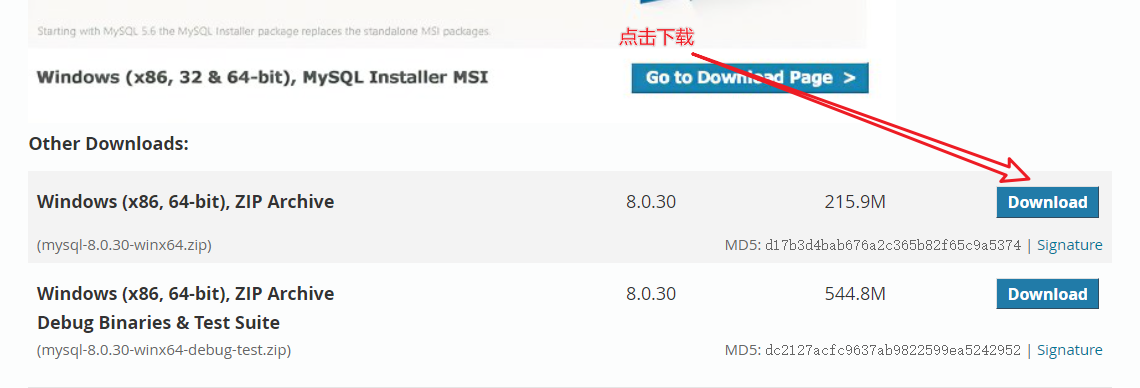 Starting with MySQL 5.6 the MySQL Installer package replaces the standalone MSI packages.
点击下载
Windows (x86, 32 & 64-bit), MySQL Installer MSI
Go to Download Page >
Other Downloads:
Windows (x86, 64-bit), ZIP Archive 8.0.30 215.9M Download
(mysql-8.0.30-winx64.zip) MD5: d17b3d4bab676a2c365b82f65c9a5374 | Signature
Windows (x86, 64-bit), ZIP Archive 8.0.30 544.8M Download
Debug Binaries & Test Suite
(mysql-8.0.30-winx64-debug-test.zip) MD5: dc2127acfc9637ab9822599ea5242952 | Signature